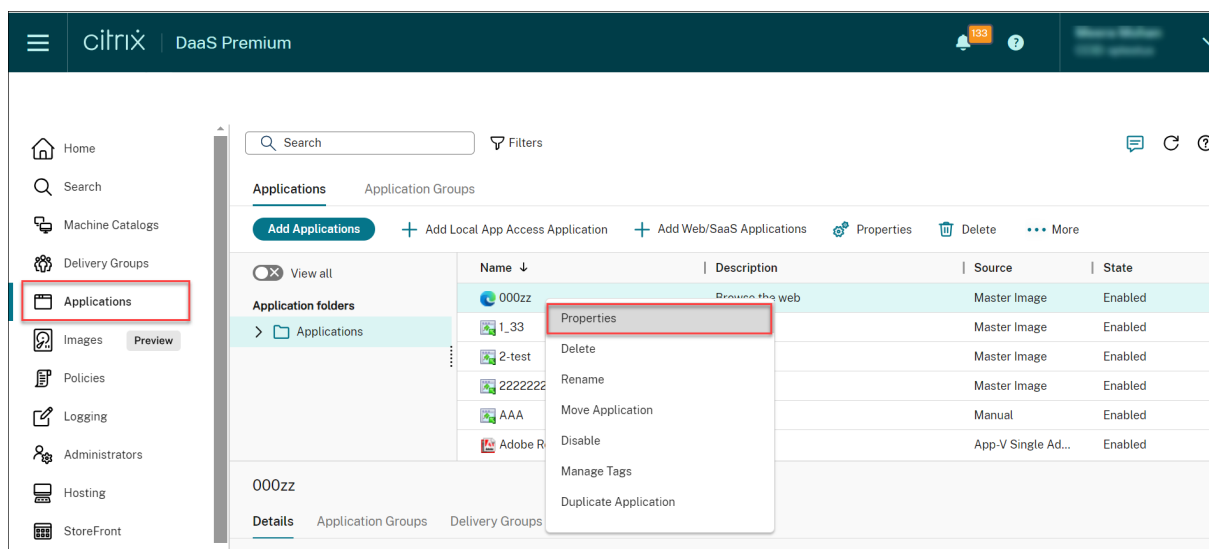 citrix DaaS Premium
133
Home
Search
Machine Catalogs
Delivery Groups
Applications
Images Preview
Policies
Logging
Administrators
Hosting
StoreFront
Search Filters
Applications Application Groups
Add Applications Add Local App Access Application Add Web/SaaS Applications Properties Delete More
View all
Application folders
Applications
Name Description Source State
000zz Browse the web Master Image Enabled
1_33 Master Image Enabled
2-test Master Image Enabled
2222222 Master Image Enabled
AAA Manual Enabled
Adobe R App-V Single Ad... Enabled
Properties
Delete
Rename
Move Application
Disable
Manage Tags
Duplicate Application
000zz
Details Application Groups Delivery Groups